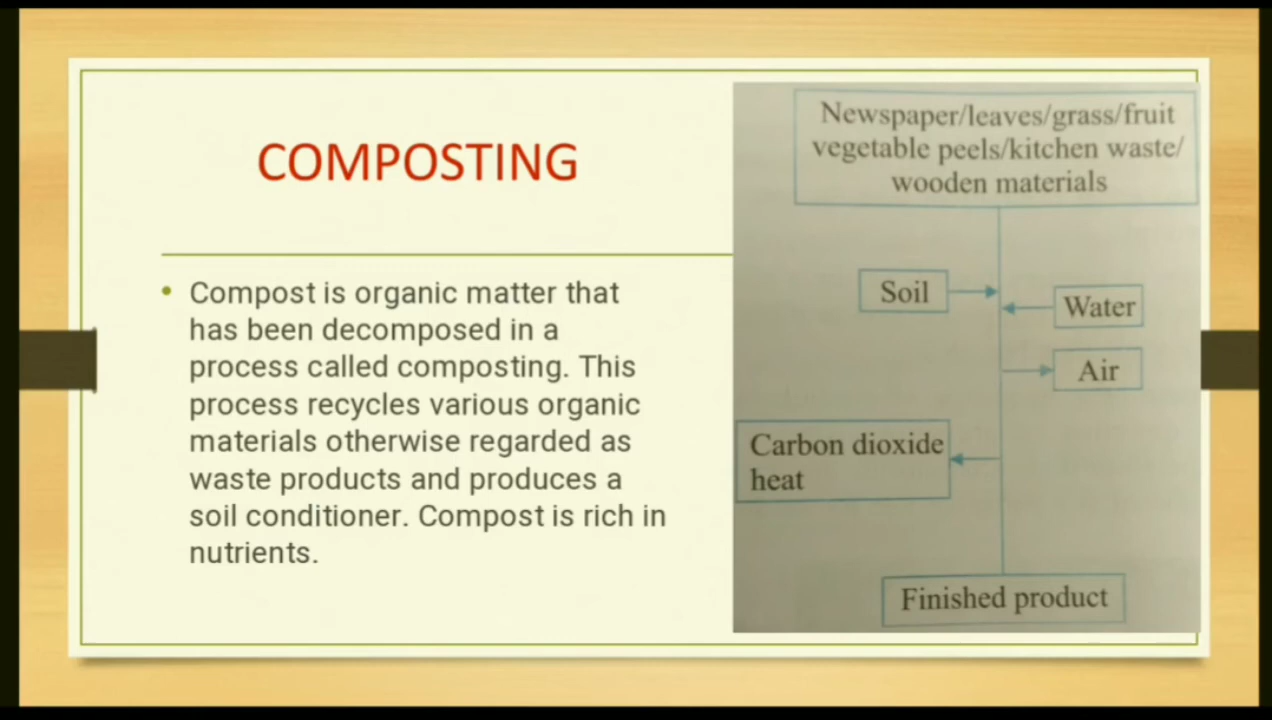 COMPOSTING
• Compost is organic matter that
has been decomposed in a
process called composting. This
process recycles various organic
materials otherwise regarded as
waste products and produces a
soil conditioner. Compost is rich in
nutrients.
Newspaper/leaves/grass/fruit
vegetable peels/kitchen waste/
wooden materials
Soil
Water
Air
Carbon dioxide
heat
Finished product